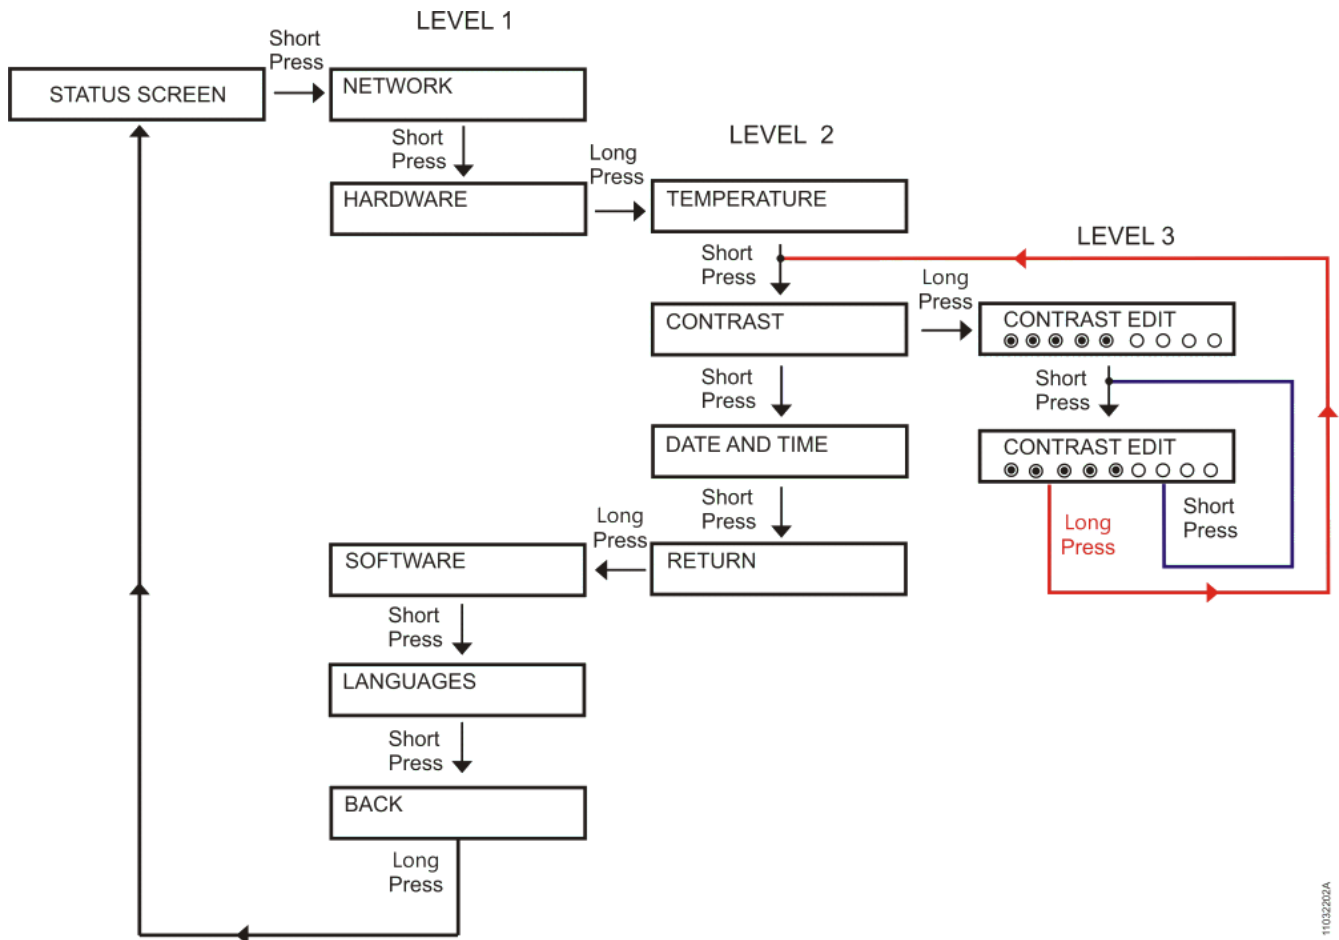 LEVEL 1
Short
Press
STATUS SCREEN
NETWORK
Short
Press
LEVEL 2
Long
Press
HARDWARE
TEMPERATURE
LEVEL 3
Short
Press
Long
Press
CONTRAST
CONTRAST EDIT
Short
Press
Short
Press
DATE AND TIME
CONTRAST EDIT
Short
Press
Long
Press
Short
Press
Long
Press
SOFTWARE
RETURN
Short
Press
LANGUAGES
Short
Press
BACK
Long
Press
11032202A